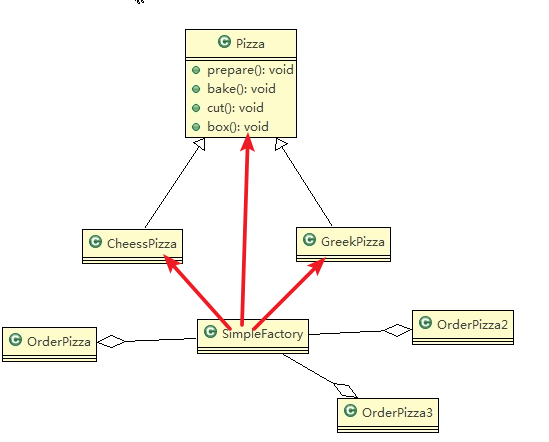 Pizza
prepare(): void
bake(): void
cut(): void
box(): void
CheessPizza
GreekPizza
SimpleFactory
OrderPizza
OrderPizza2
OrderPizza3